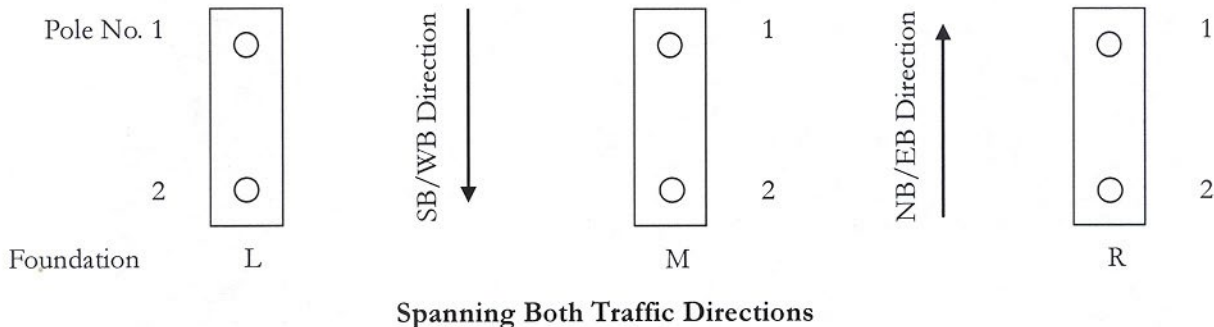 Pole No. 1
1
1
SB/WB Direction
NB/EB Direction
2
2
2
Foundation L M R
Spanning Both Traffic Directions